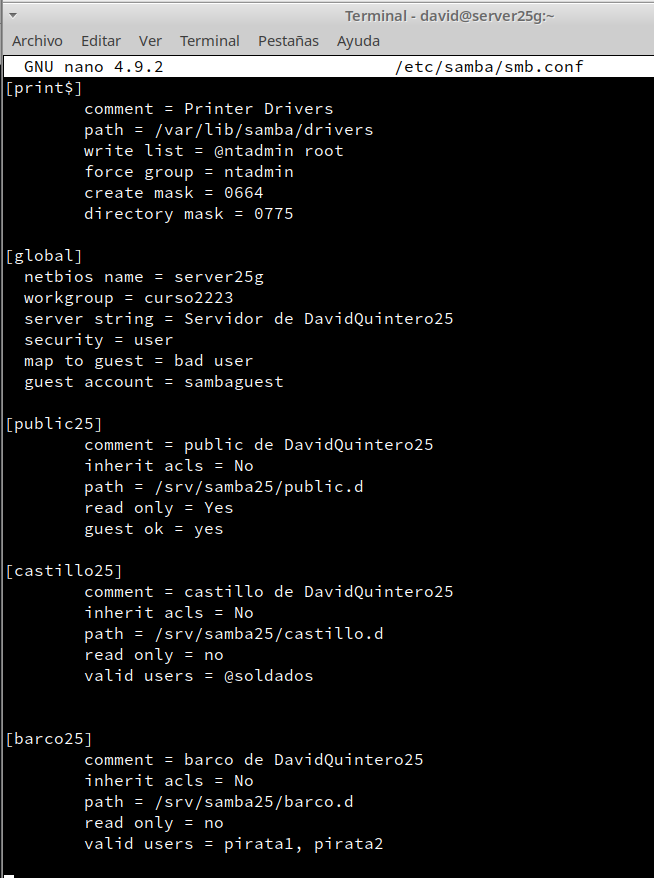 Terminal - david@server25g:~
Archivo Editar Ver Terminal Pestañas Ayuda
GNU nano 4.9.2 /etc/samba/smb.conf
[print$]
comment = Printer Drivers
path = /var/lib/samba/drivers
write list = @ntadmin root
force group = ntadmin
create mask = 0664
directory mask = 0775
[global]
netbios name = server25g
workgroup = curso2223
server string = Servidor de DavidQuintero25
security = user
map to guest = bad user
guest account = sambaguest
[public25]
comment = public de DavidQuintero25
inherit acls = No
path = /srv/samba25/public.d
read only = Yes
guest ok = yes
[castillo25]
comment = castillo de DavidQuintero25
inherit acls = No
path = /srv/samba25/castillo.d
read only = no
valid users = @soldados
[barco25]
comment = barco de DavidQuintero25
inherit acls = No
path = /srv/samba25/barco.d
read only = no
valid users = pirata1, pirata2